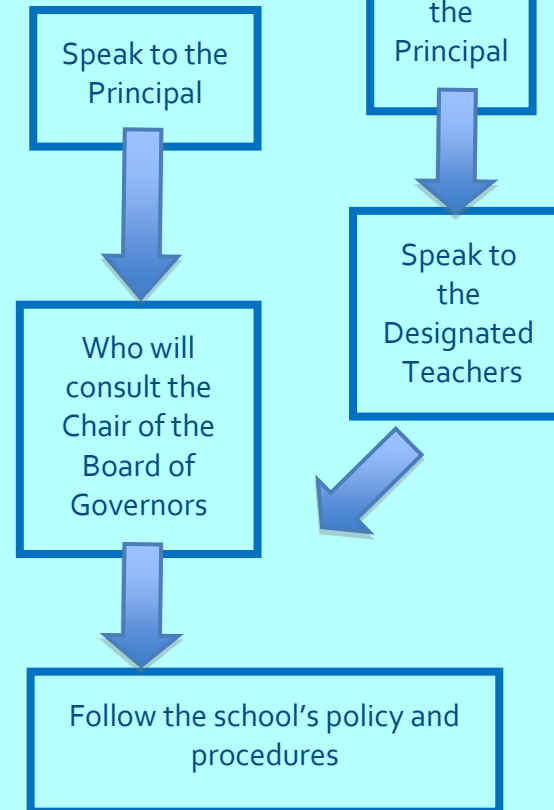 Speak to the
Principal
Who will
consult the
Chair of the
Board of
Governors
the
Principal
Speak to
the
Designated
Teachers
Follow the school's policy and
procedures